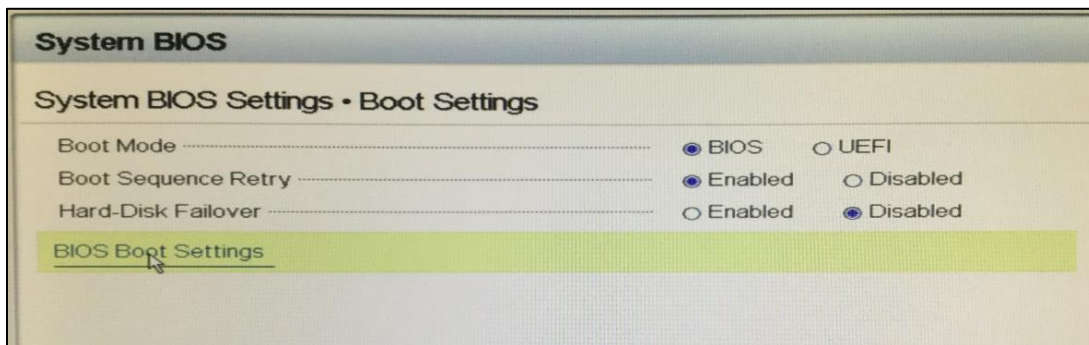 System BIOS
System BIOS Settings • Boot Settings
Boot Mode BIOS UEFI
Boot Sequence Retry Enabled Disabled
Hard-Disk Failover Enabled Disabled
BIOS Boot Settings